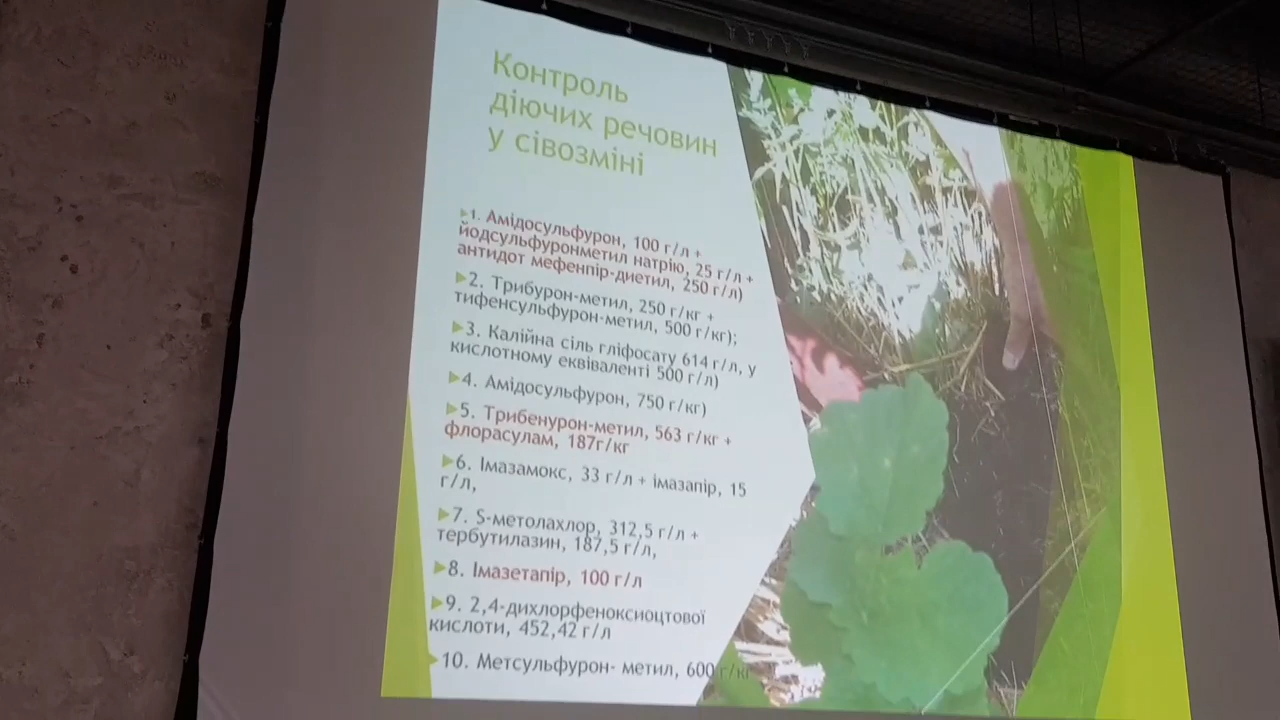 Контроль
діючих речовин
у сівозміні
1. Амідосульфурон, 100 г/л +
йодсульфуронметил натрію, 25 г/л +
антидот мефенпір-диетил, 250 г/л)
2. Трибурон-метил, 250 г/кг +
тифенсульфурон-метил, 500 г/кг);
3. Калійна сіль гліфосату 614 г/л, у
кислотному еквіваленті 500 г/л)
4. Амідосульфурон, 750 г/кг)
5. Трибенурон-метил, 563 г/кг +
флорасулам, 187г/кг
6. Імазамокс, 33 г/л + імазапір, 15
г/л,
7. S-метолахлор, 312,5 г/л +
тербутилазин, 187,5 г/л,
8. Імазетапір, 100 г/л
9. 2,4-дихлорфеноксиоцтової
кислоти, 452,42 г/л
10. Метсульфурон- метил, 600 г/кг